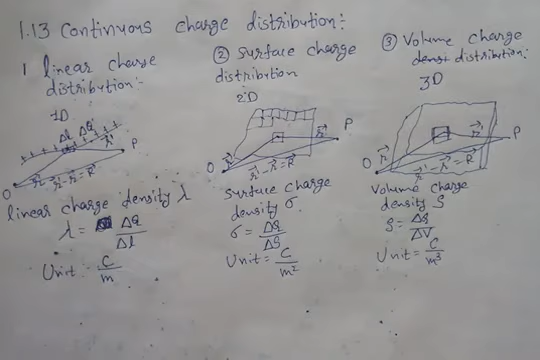 1.13 Continuous charge distribution:-
1 linear charge
distribution:-
1D
Δl ΔQ
r'
P
O
r r'-r=R
linear charge density λ
λ = ΔQ/Δl
Unit = C/m
② Surface charge
distribution
2D
r'
P
O
r
r'-r=R
Surface charge
density σ
σ = ΔQ/ΔS
Unit = C/m²
③ Volume charge
distribution:
3D
r'
P
O
r
r'-r=R
Volume charge
density ρ
ρ = ΔQ/ΔV
Unit = C/m³